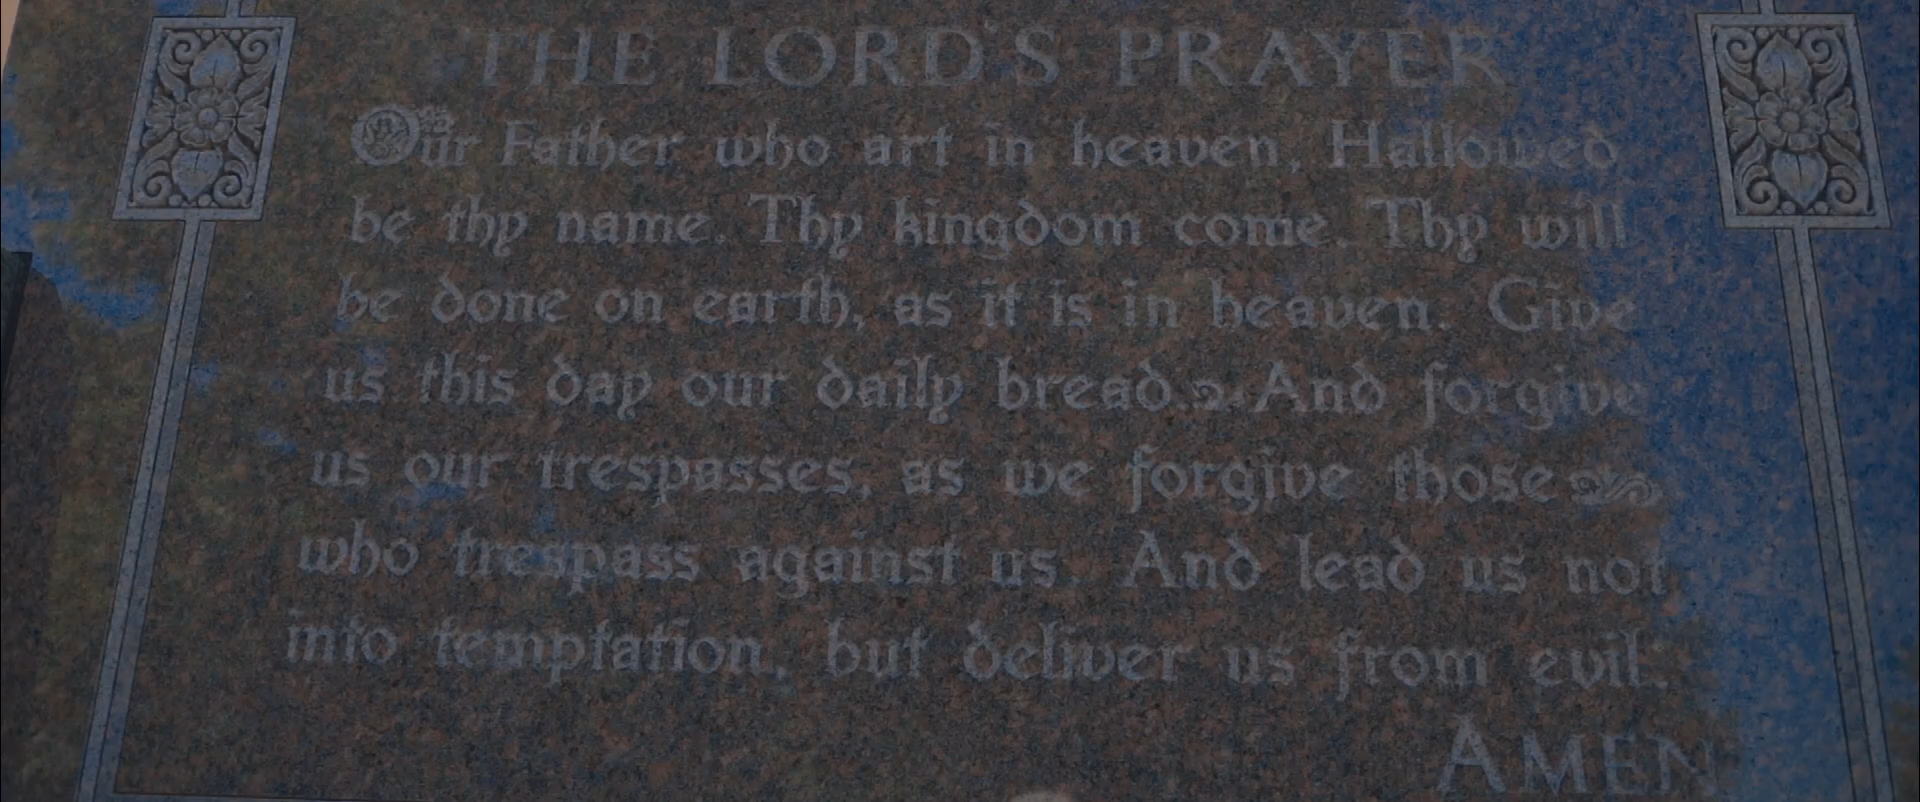 THE LORD'S PRAYER
Our Father who art in heaven, Hallowed
be thy name. Thy kingdom come. Thy will
be done on earth, as it is in heaven. Give
us this day our daily bread. And forgive
us our trespasses, as we forgive those
who trespass against us. And lead us not
into temptation, but deliver us from evil.
AMEN